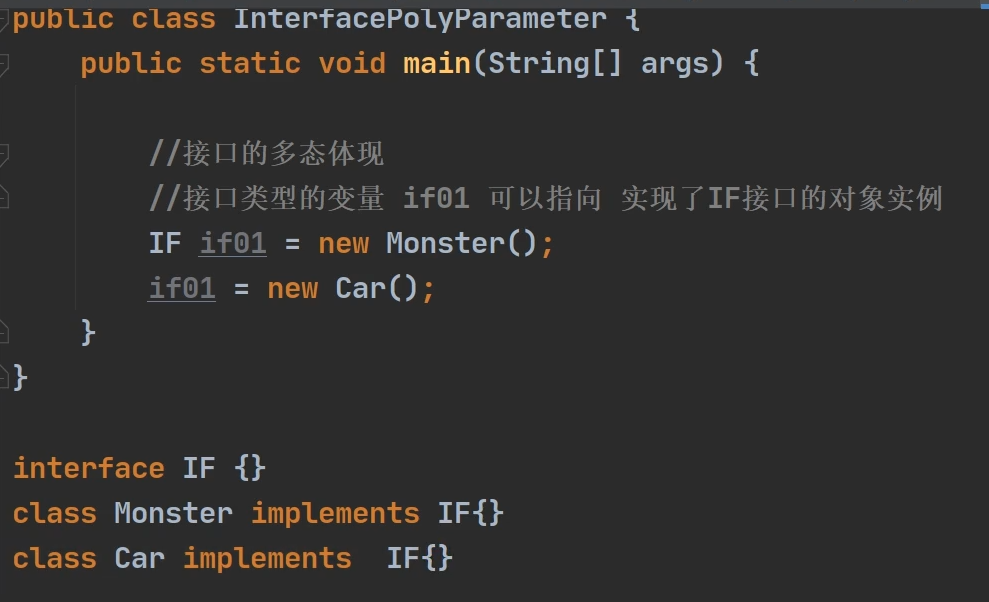 public class InterfacePolyParameter {
public static void main(String[] args) {
//接口的多态体现
//接口类型的变量 if01 可以指向 实现了IF接口的对象实例
IF if01 = new Monster();
if01 = new Car();
}
}
interface IF {}
class Monster implements IF{}
class Car implements  IF{}